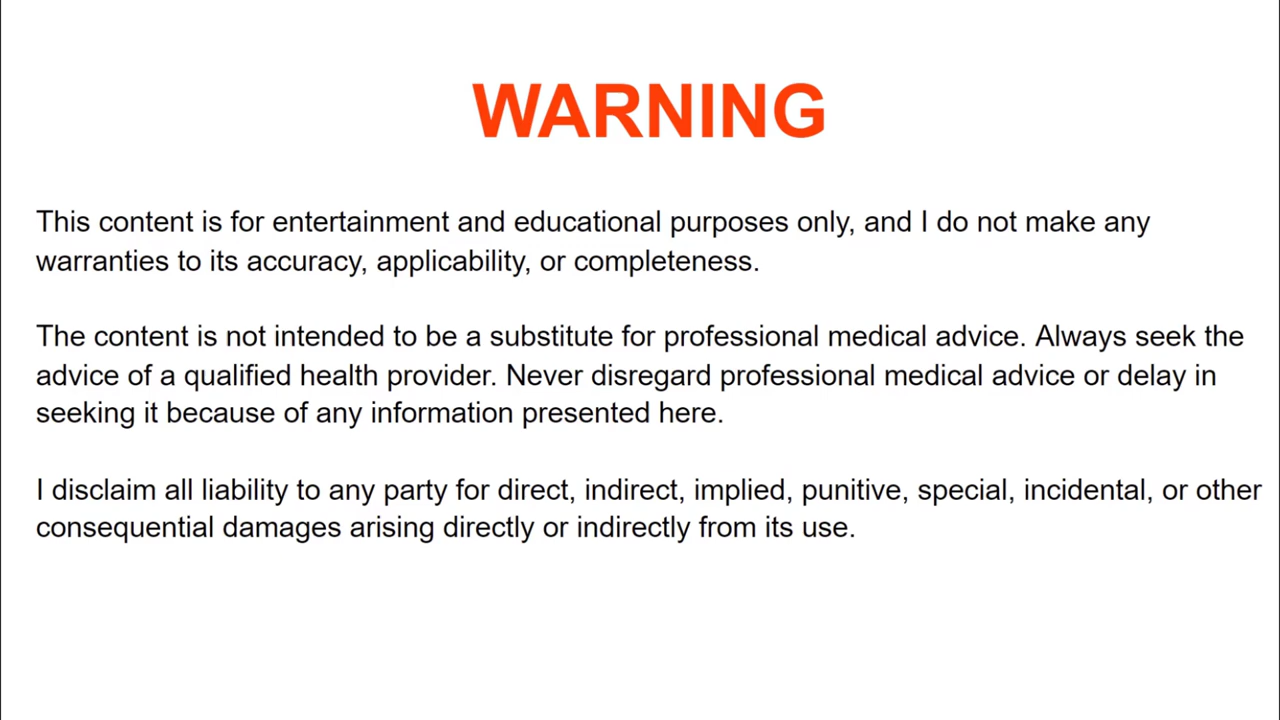 WARNING
This content is for entertainment and educational purposes only, and I do not make any
warranties to its accuracy, applicability, or completeness.
The content is not intended to be a substitute for professional medical advice. Always seek the
advice of a qualified health provider. Never disregard professional medical advice or delay in
seeking it because of any information presented here.
I disclaim all liability to any party for direct, indirect, implied, punitive, special, incidental, or other
consequential damages arising directly or indirectly from its use.